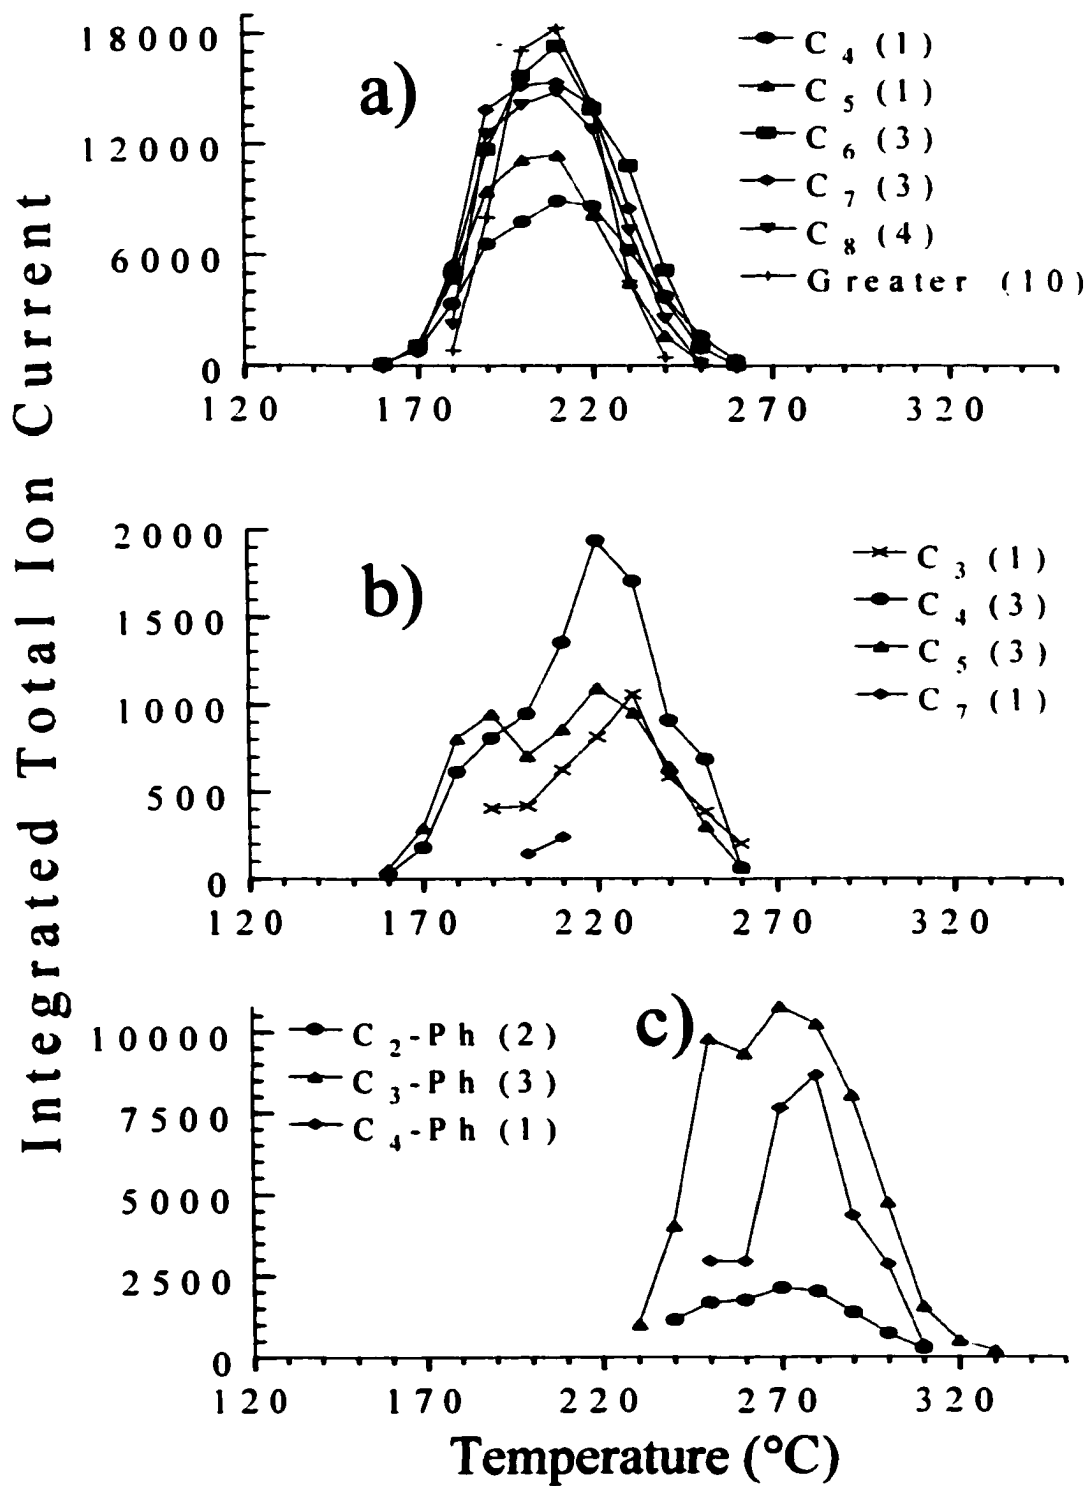 Integrated Total Ion Current
a)
18000
12000
6000
0
120 170 220 270 320
C4 (1)
C5 (1)
C6 (3)
C7 (3)
C8 (4)
Greater (10)
b)
2000
1500
1000
500
0
120 170 220 270 320
C3 (1)
C4 (3)
C5 (3)
C7 (1)
c)
10000
7500
5000
2500
0
120 170 220 270 320
C2-Ph (2)
C3-Ph (3)
C4-Ph (1)
Temperature (°C)